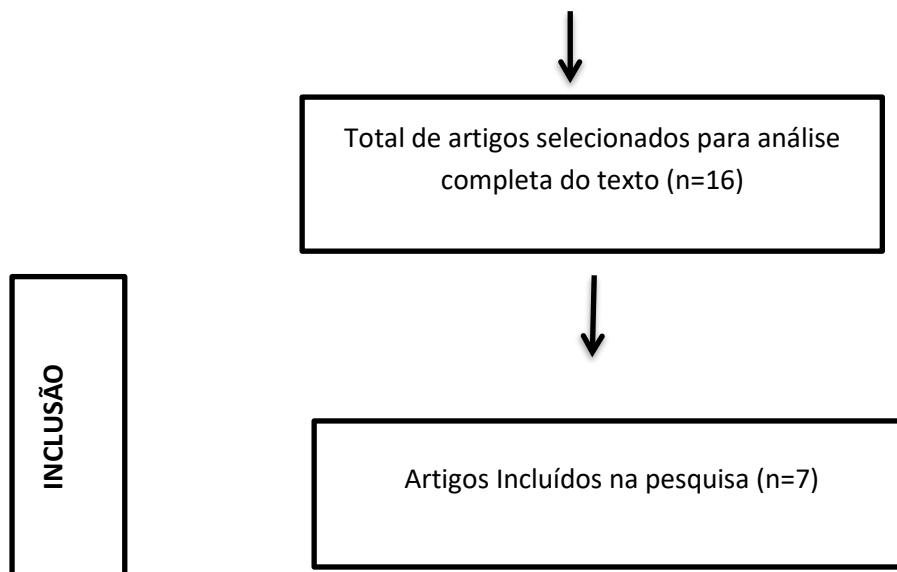 Total de artigos selecionados para análise
completa do texto (n=16)
INCLUSÃO
Artigos Incluídos na pesquisa (n=7)